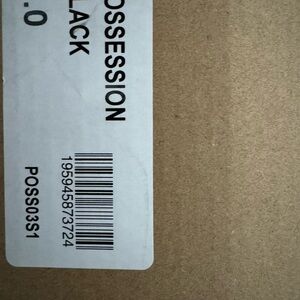 OSSESSION
LACK
.0
195945873724
POSS03S1